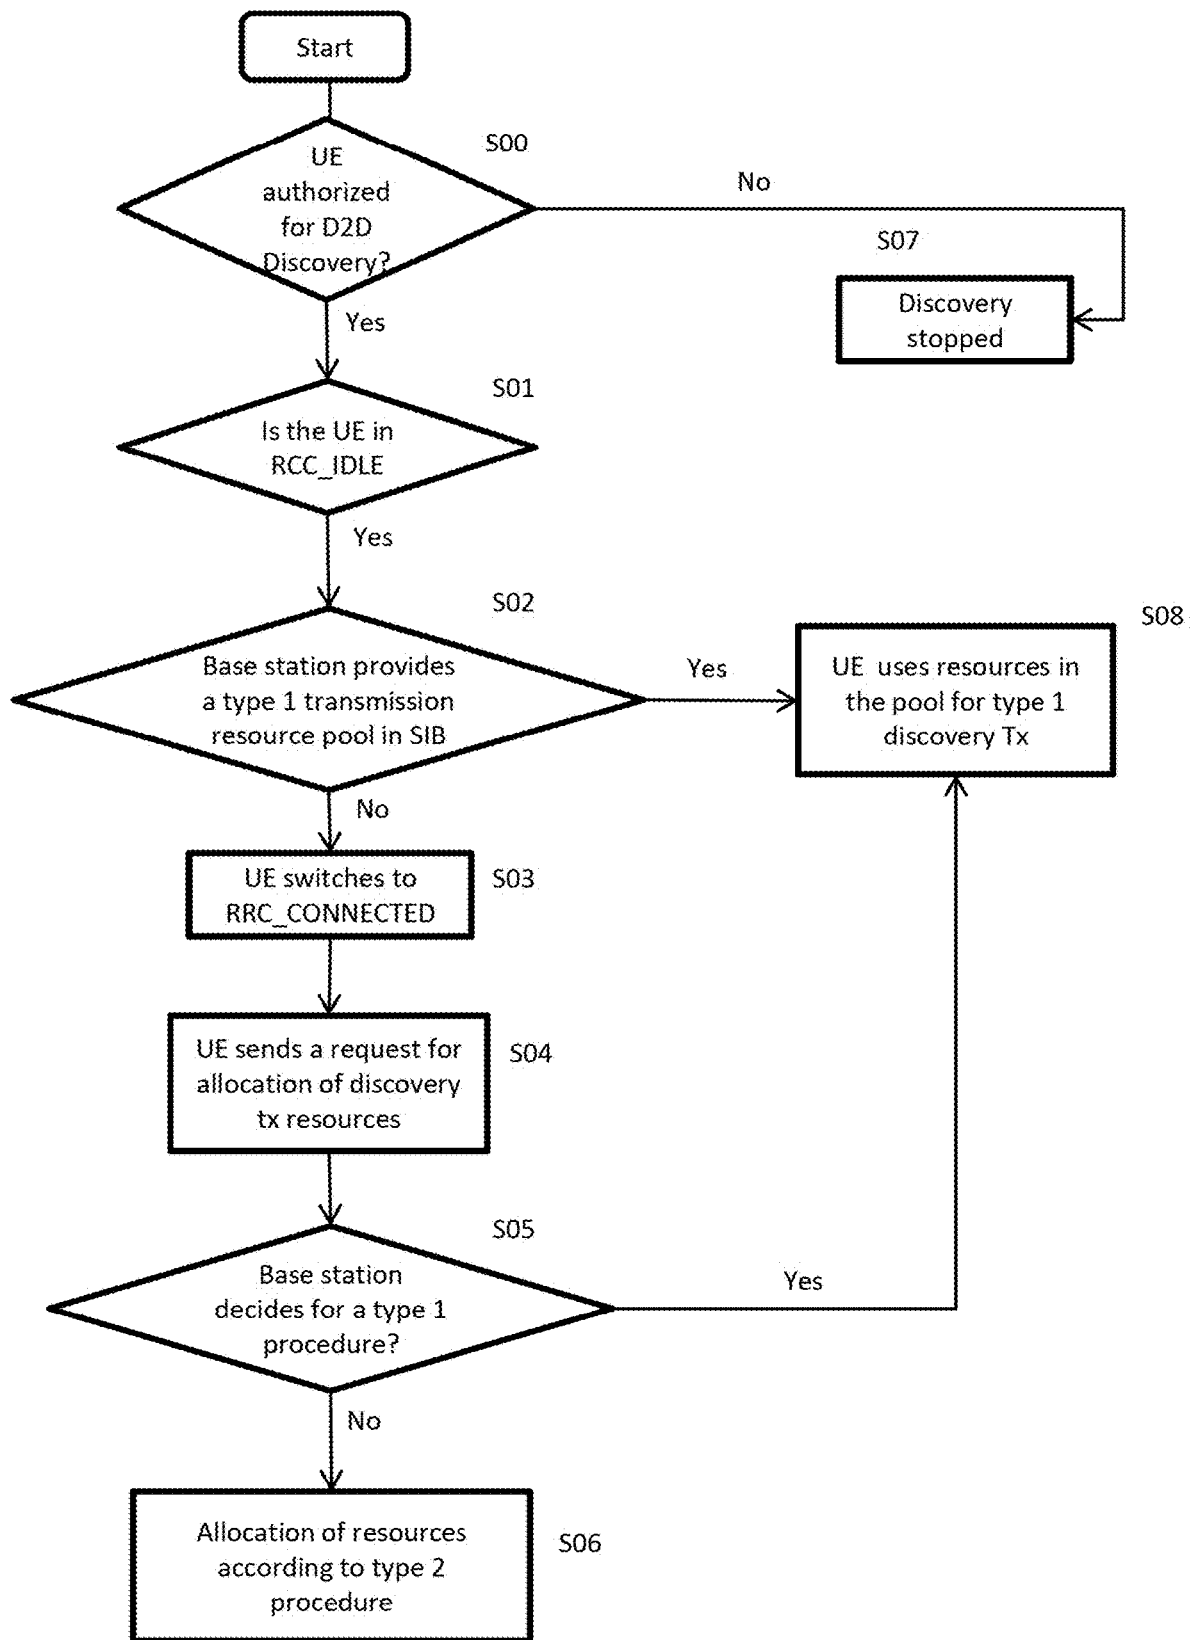 Start
S00
UE
authorized
for D2D
Discovery?
No
S07
Discovery
stopped
Yes
S01
Is the UE in
RCC_IDLE
Yes
S02
Base station provides
a type 1 transmission
resource pool in SIB
Yes
S08
UE uses resources in
the pool for type 1
discovery Tx
No
UE switches to
RRC_CONNECTED
S03
UE sends a request for
allocation of discovery
tx resources
S04
S05
Base station
decides for a type 1
procedure?
Yes
No
Allocation of resources
according to type 2
procedure
S06